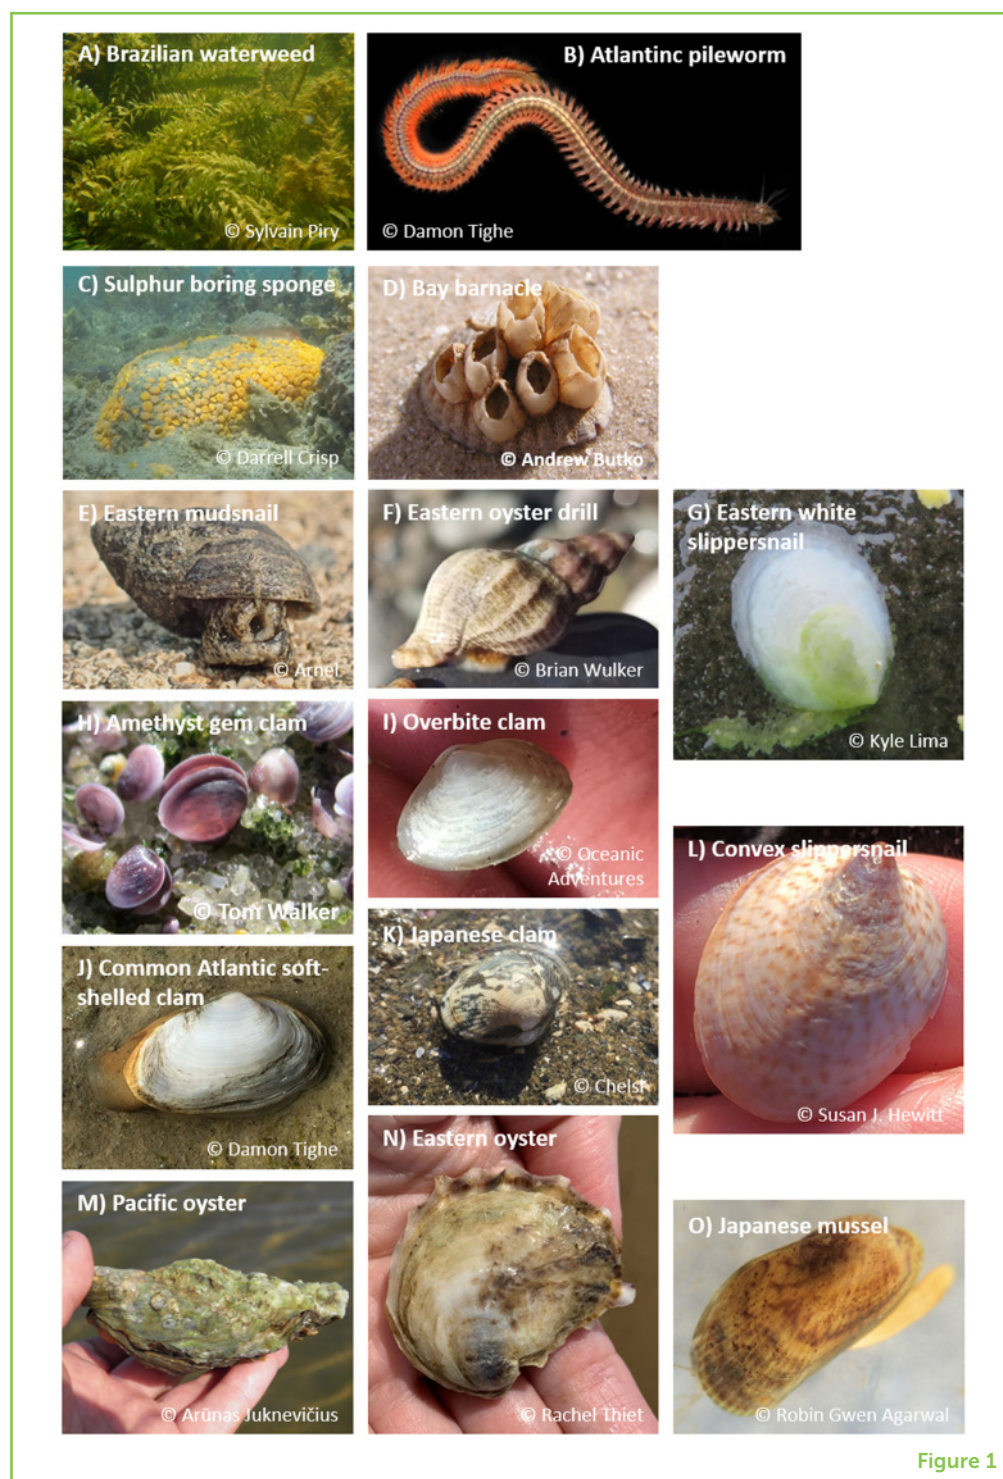 A) Brazilian waterweed
© Sylvain Piry
B) Atlantinc pileworm
© Damon Tighe
C) Sulphur boring sponge
© Darrell Crisp
D) Bay barnacle
© Andrew Butko
E) Eastern mudsnail
© Arnel
F) Eastern oyster drill
© Brian Wulker
G) Eastern white
slippersnail
© Kyle Lima
H) Amethyst gem clam
© Tom Walker
I) Overbite clam
© Oceanic
Adventures
J) Common Atlantic soft-
shelled clam
© Damon Tighe
K) Japanese clam
© Chelsi
L) Convex slippersnail
© Susan J. Hewitt
M) Pacific oyster
© Arūnas Juknevičius
N) Eastern oyster
© Rachel Thiet
O) Japanese mussel
© Robin Gwen Agarwal
Figure 1